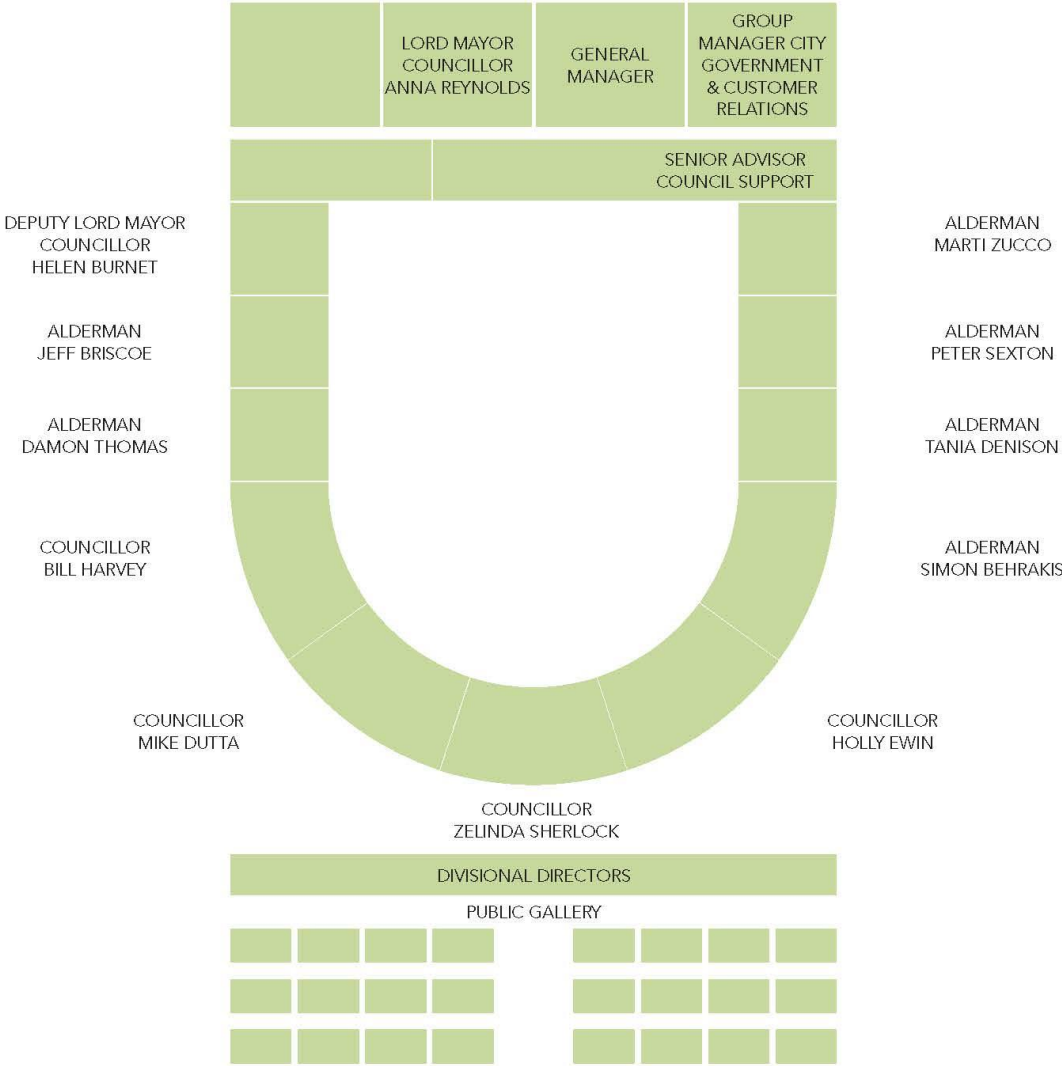 LORD MAYOR
COUNCILLOR
ANNA REYNOLDS
GENERAL
MANAGER
GROUP
MANAGER CITY
GOVERNMENT
& CUSTOMER
RELATIONS
SENIOR ADVISOR
COUNCIL SUPPORT
DEPUTY LORD MAYOR
COUNCILLOR
HELEN BURNET
ALDERMAN
MARTI ZUCCO
ALDERMAN
JEFF BRISCOE
ALDERMAN
PETER SEXTON
ALDERMAN
DAMON THOMAS
ALDERMAN
TANIA DENISON
COUNCILLOR
BILL HARVEY
ALDERMAN
SIMON BEHRAKIS
COUNCILLOR
MIKE DUTTA
COUNCILLOR
HOLLY EWIN
COUNCILLOR
ZELINDA SHERLOCK
DIVISIONAL DIRECTORS
PUBLIC GALLERY